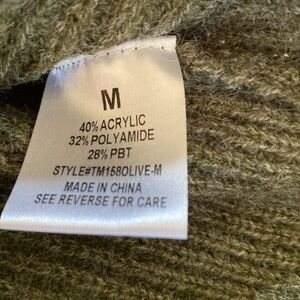 M
40% ACRYLIC
32% POLYAMIDE
28% PBT
STYLE#TM158OLIVE-M
MADE IN CHINA
SEE REVERSE FOR CARE